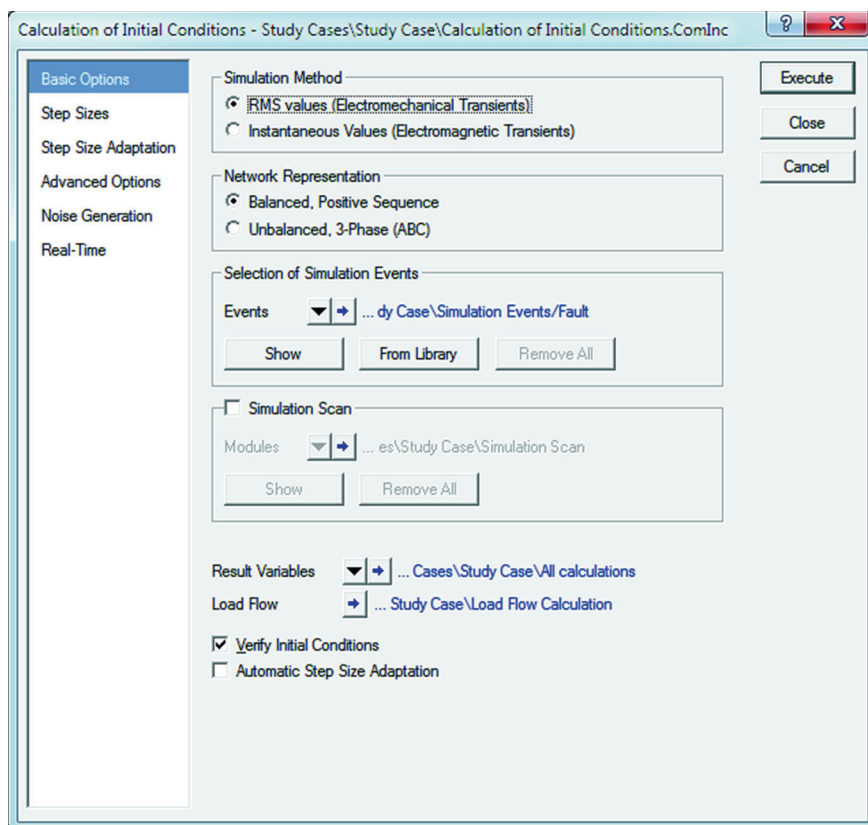 Calculation of Initial Conditions - Study Cases\Study Case\Calculation of Initial Conditions.ComInc
?
Basic Options
Step Sizes
Step Size Adaptation
Advanced Options
Noise Generation
Real-Time
Simulation Method
RMS values (Electromechanical Transients)
Instantaneous Values (Electromagnetic Transients)
Network Representation
Balanced, Positive Sequence
Unbalanced, 3-Phase (ABC)
Selection of Simulation Events
Events ... dy Case\Simulation Events/Fault
Show From Library Remove All
Simulation Scan
Modules ... es\Study Case\Simulation Scan
Show Remove All
Result Variables ... Cases\Study Case\All calculations
Load Flow ... Study Case\Load Flow Calculation
Verify Initial Conditions
Automatic Step Size Adaptation
Execute
Close
Cancel